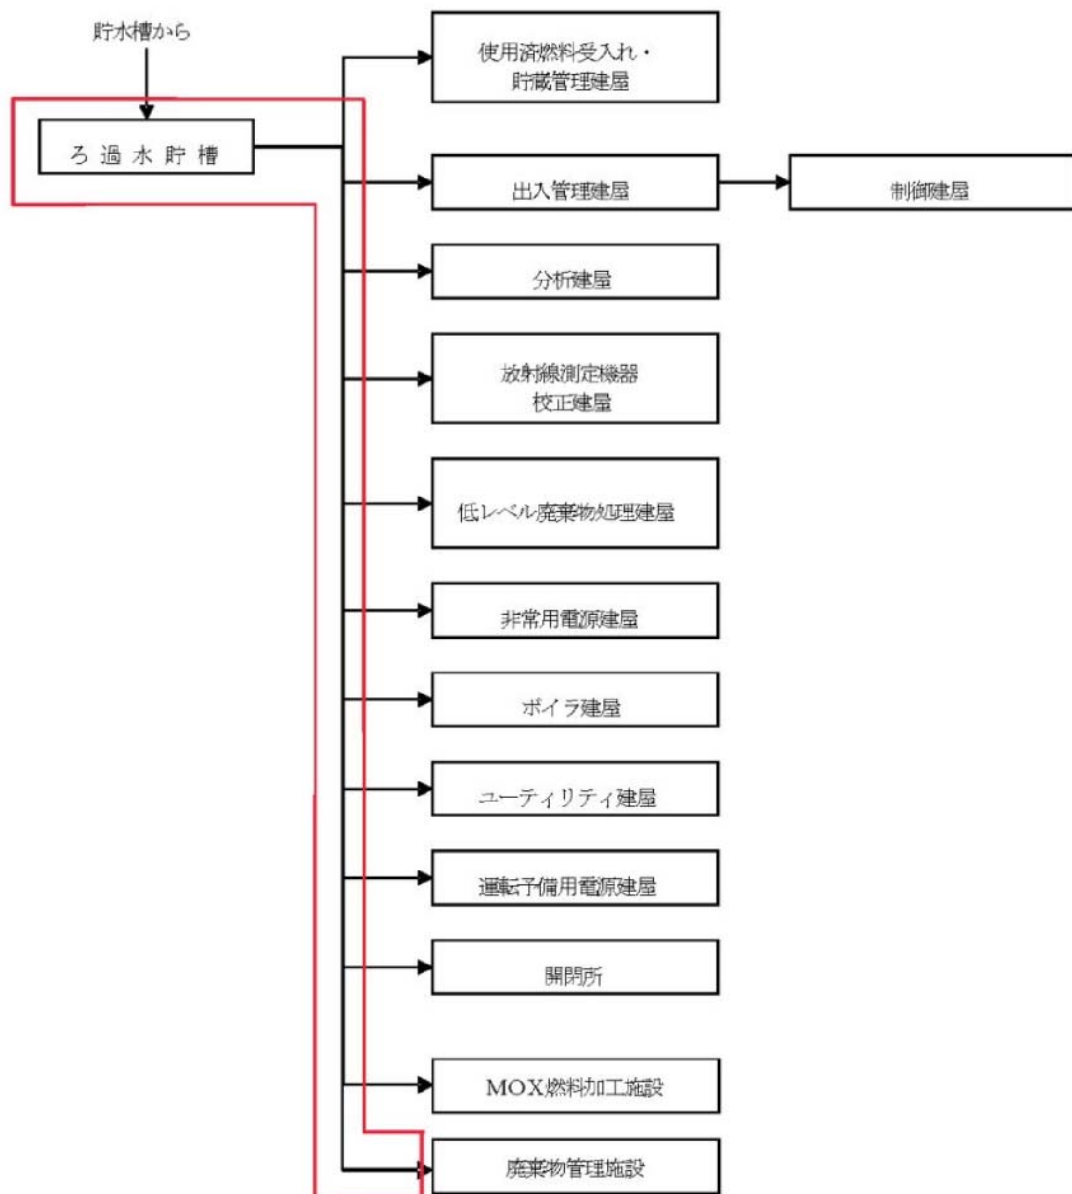 貯水槽から
ろ過水貯槽
使用済燃料受入れ・
貯蔵管理建屋
出入管理建屋
制御建屋
分析建屋
放射線測定機器
校正建屋
低レベル廃棄物処理建屋
非常用電源建屋
ボイラ建屋
ユーティリティ建屋
運転予備用電源建屋
開閉所
MOX燃料加工施設
廃棄物管理施設